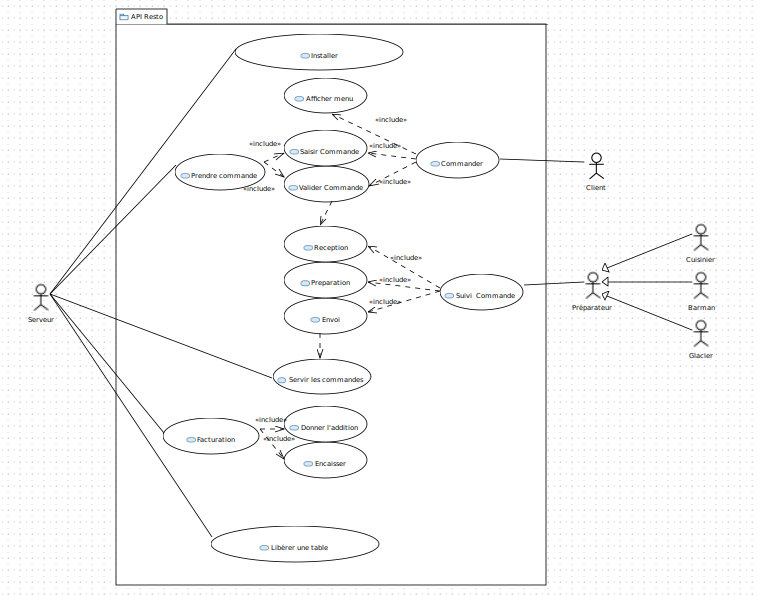 API Resto
Installer
Afficher menu
«include»
«include»
Saisir Commande
«include»
Commander
Prendre commande
«include»
Valider Commande
«include»
Client
Reception
«include»
Cuisinier
Preparation
«include»
Suivi Commande
«include»
Envoi
Préparateur
Barman
Serveur
Glacier
Servir les commandes
«include»
Donner l'addition
Facturation
«include»
Encaisser
Libérer une table